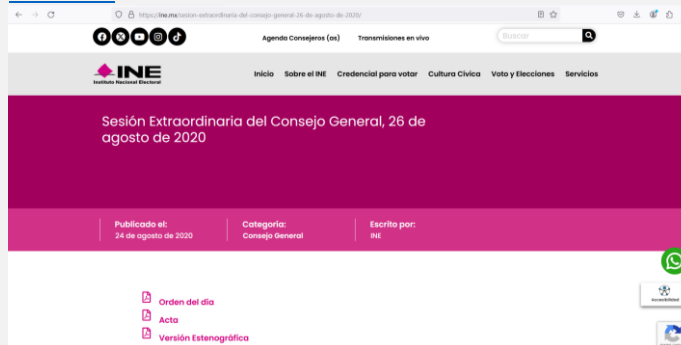 https://ine.mx/sesion-extraordinaria-del-consejo-general-26-de-agosto-de-2020/
Agenda Consejeros (as) Transmisiones en vivo Buscar
INE
Instituto Nacional Electoral
Inicio Sobre el INE Credencial para votar Cultura Cívica Voto y Elecciones Servicios
Sesión Extraordinaria del Consejo General, 26 de
agosto de 2020
Publicado el: Categoría: Escrito por:
24 de agosto de 2020 Consejo General INE
Accesibilidad
Orden del día
Acta
Versión Estenográfica